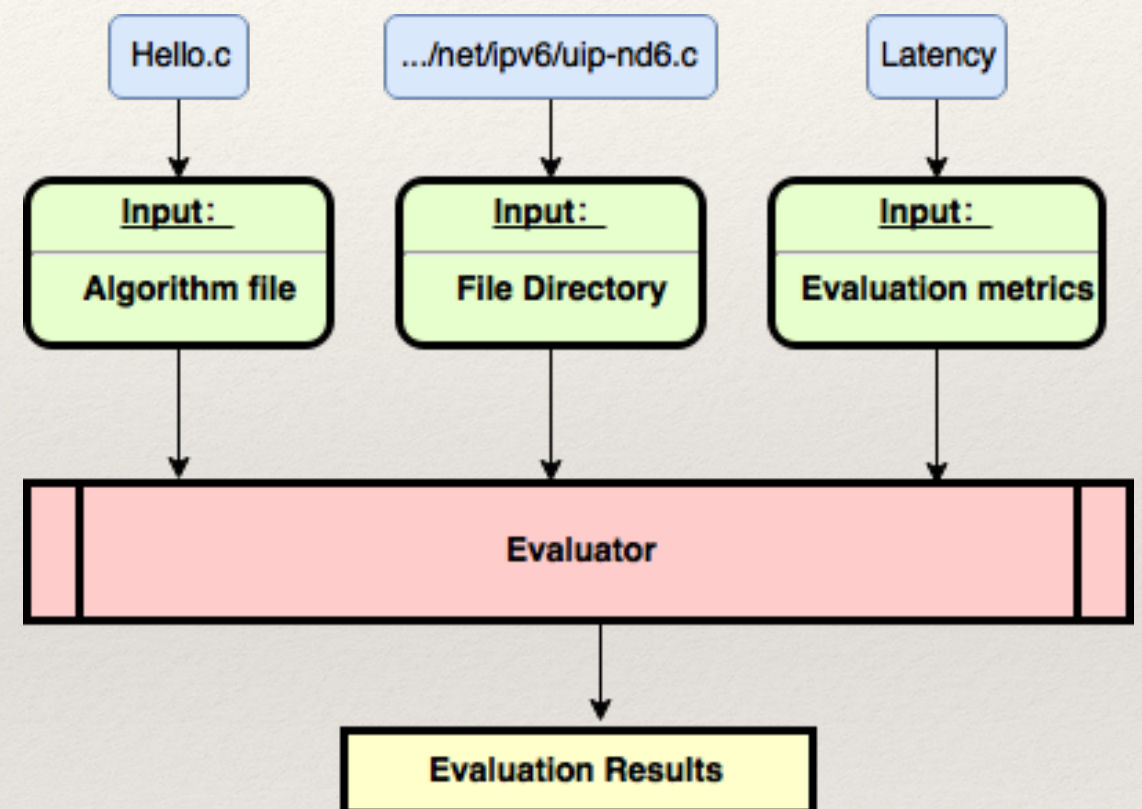 Hello.c
.../net/ipv6/uip-nd6.c
Latency
Input:
Algorithm file
Input:
File Directory
Input:
Evaluation metrics
Evaluator
Evaluation Results